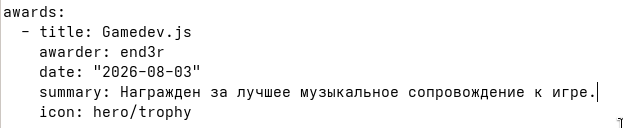 awards:
  - title: Gamedev.js
    awarder: end3r
    date: "2026-08-03"
    summary: Награжден за лучшее музыкальное сопровождение к игре.
    icon: hero/trophy